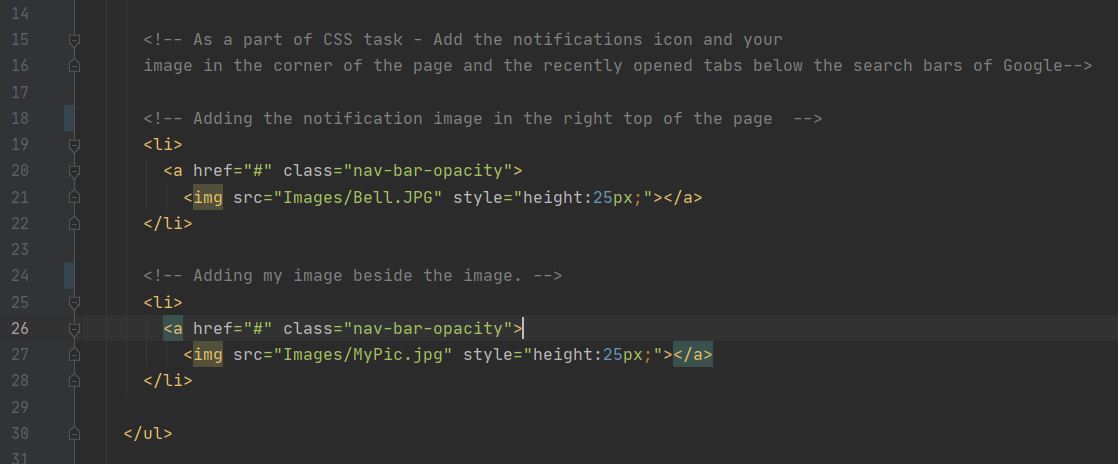 14
15 <!-- As a part of CSS task - Add the notifications icon and your
16 image in the corner of the page and the recently opened tabs below the search bars of Google-->
17
18 <!-- Adding the notification image in the right top of the page  -->
19 <li>
20 <a href="#" class="nav-bar-opacity">
21 <img src="Images/Bell.JPG" style="height:25px;"></a>
22 </li>
23
24 <!-- Adding my image beside the image. -->
25 <li>
26 <a href="#" class="nav-bar-opacity">
27 <img src="Images/MyPic.jpg" style="height:25px;"></a>
28 </li>
29
30 </ul>
31